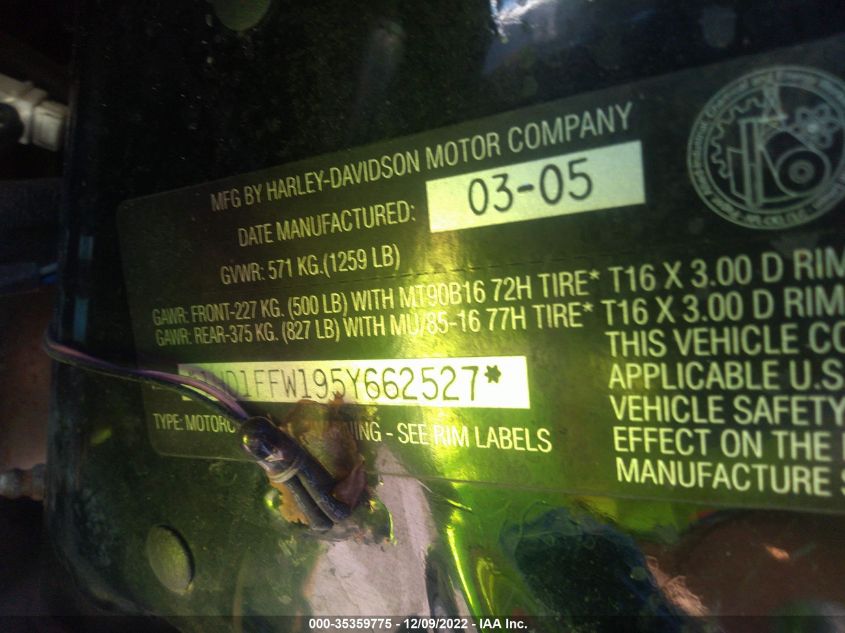 MFG BY HARLEY-DAVIDSON MOTOR COMPANY
DATE MANUFACTURED: 03-05
GVWR: 571 KG.(1259 LB)
GAWR: FRONT-227 KG. (500 LB) WITH MT90B16 72H TIRE* T16 X 3.00 D RIM
GAWR: REAR-375 KG. (827 LB) WITH MU/85-16 77H TIRE* T16 X 3.00 D RIM
1HD1FFW195Y662527*
TYPE: MOTORC - SEE RIM LABELS
THIS VEHICLE CO
APPLICABLE U.S
VEHICLE SAFETY
EFFECT ON THE
MANUFACTURE
000-35359775 - 12/09/2022 - IAA Inc.